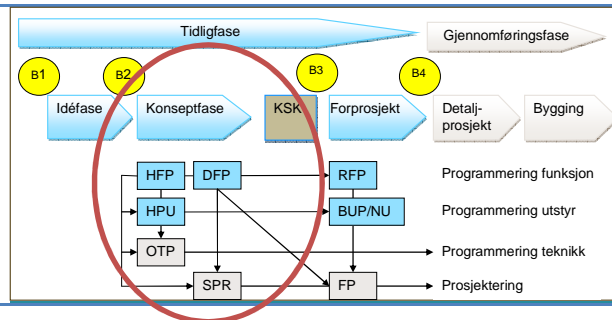 Tidligfase
Gjennomføringsfase
B1
B2
B3
B4
Idéfase
Konseptfase
KSK
Forprosjekt
Detalj-
prosjekt
Bygging
HFP
DFP
RFP
Programmering funksjon
HPU
BUP/NU
Programmering utstyr
OTP
Programmering teknikk
SPR
FP
Prosjektering